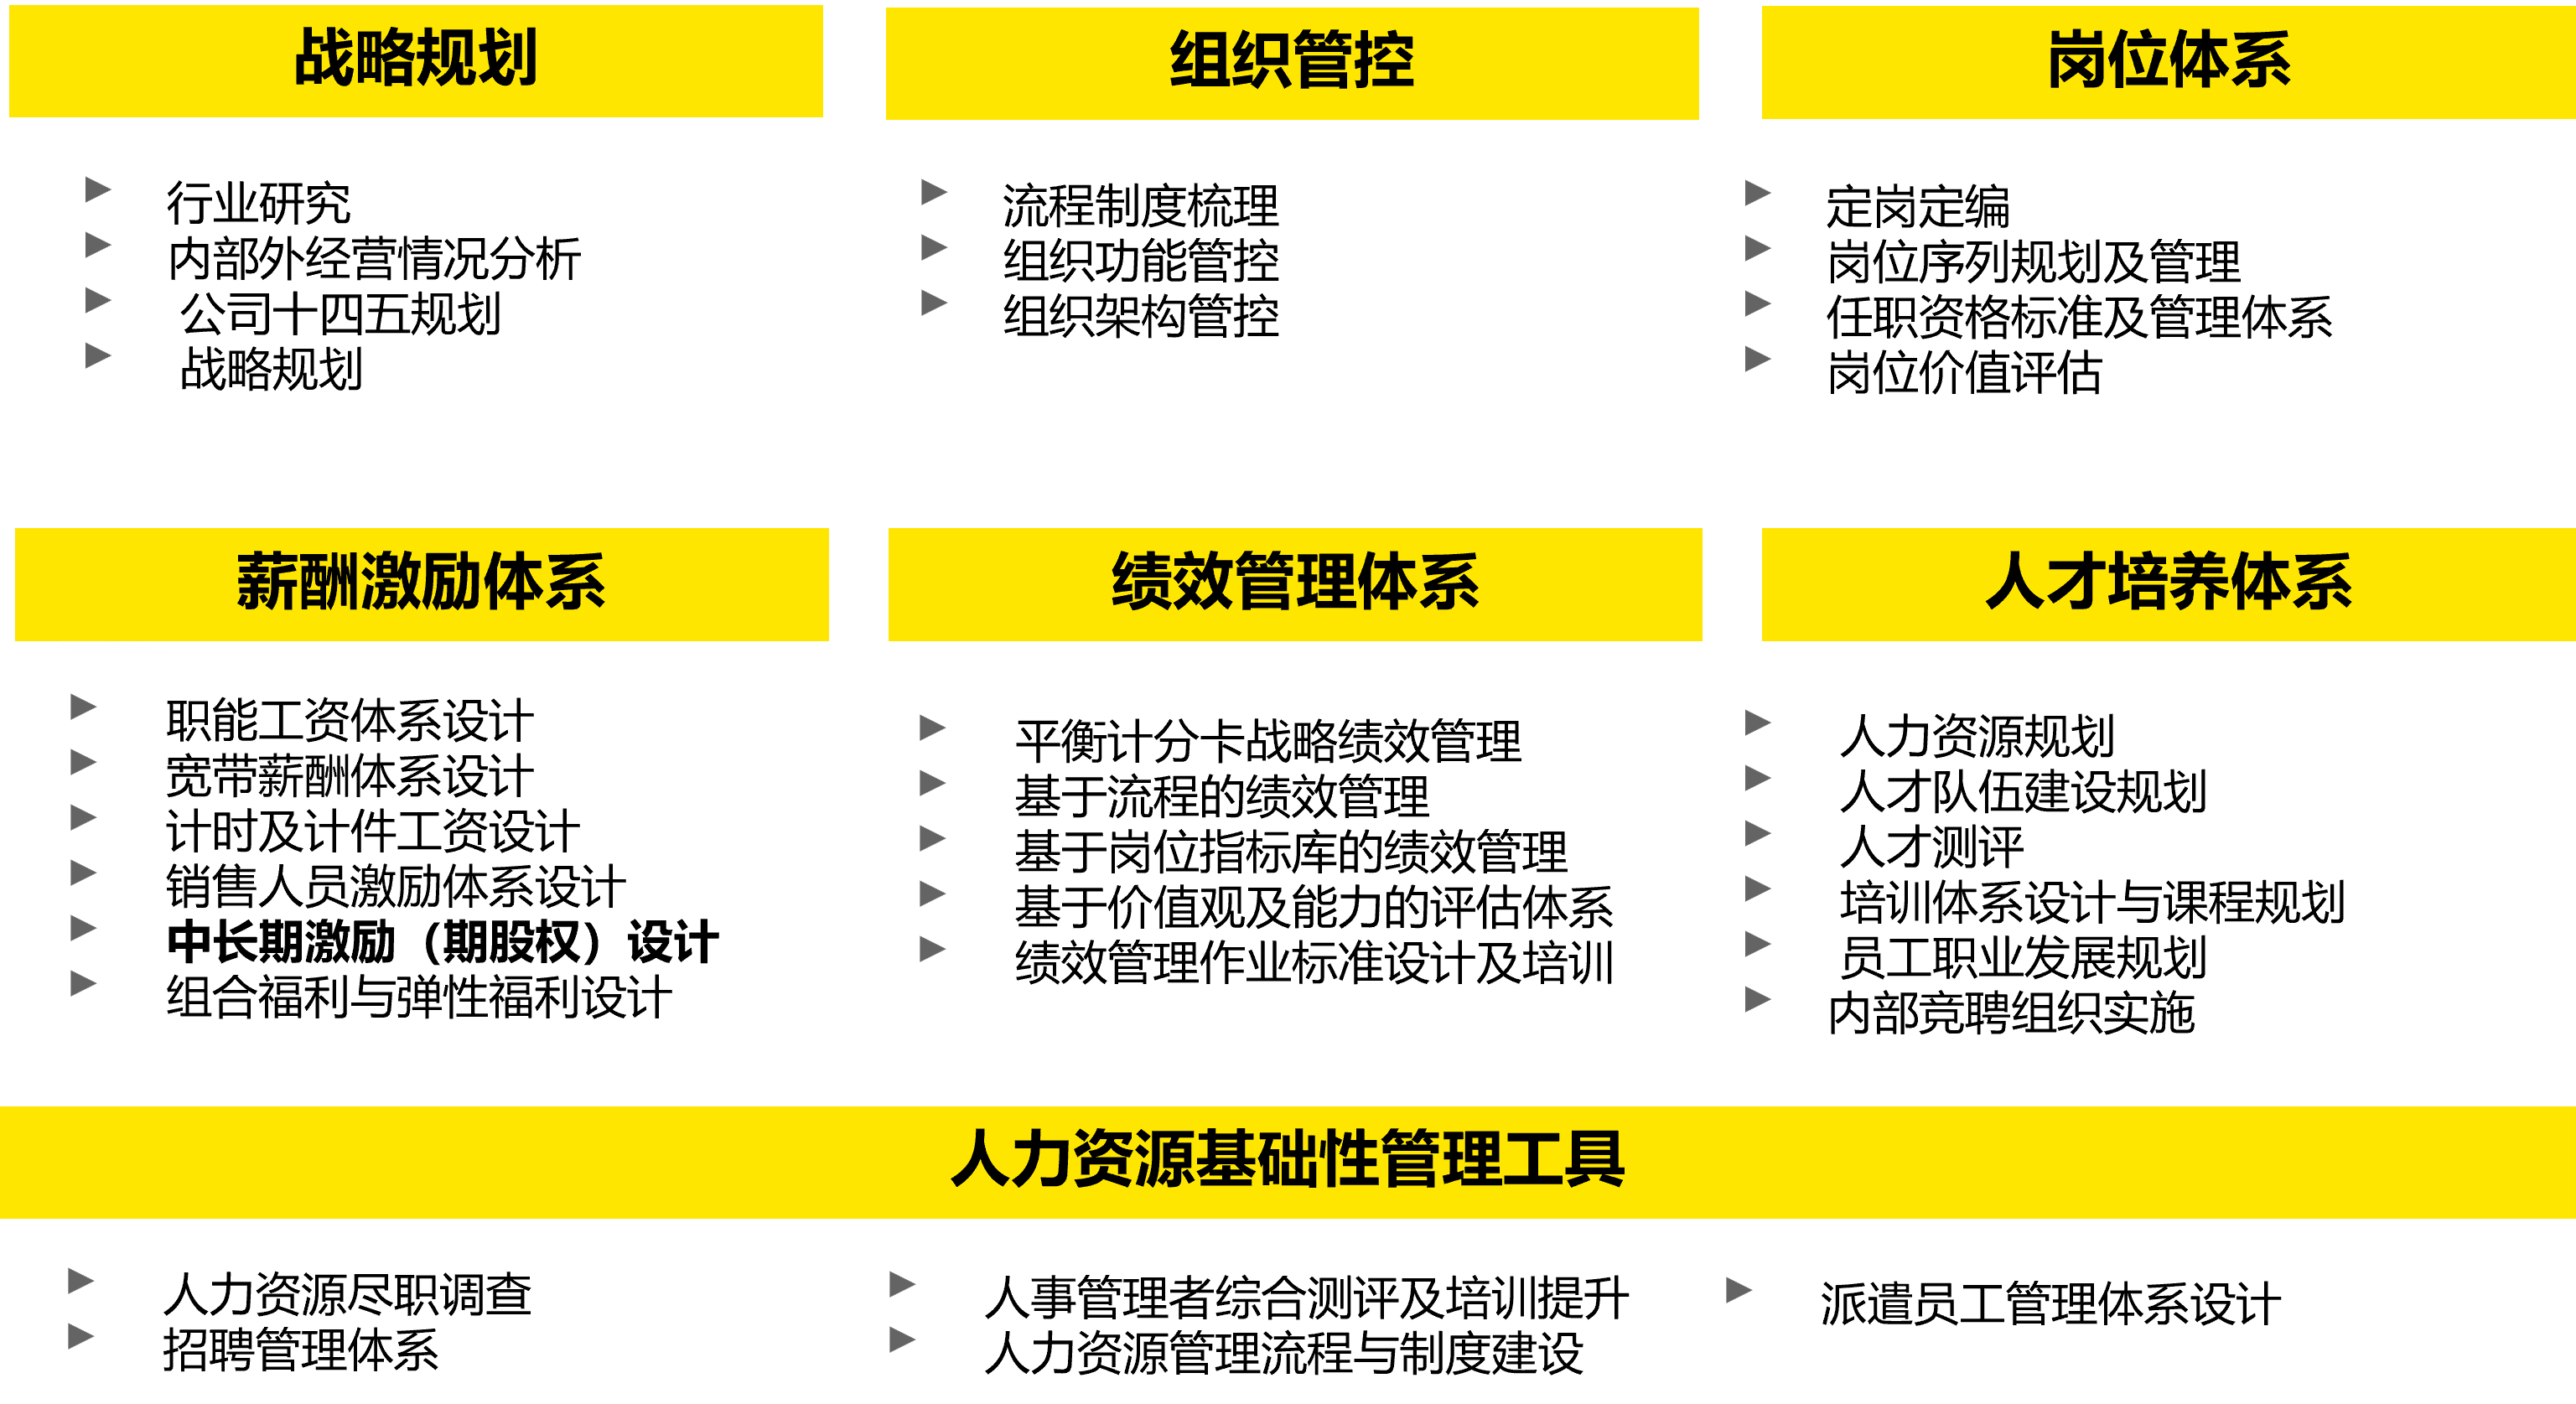 战略规划
行业研究
内部外经营情况分析
公司十四五规划
战略规划
组织管控
流程制度梳理
组织功能管控
组织架构管控
岗位体系
定岗定编
岗位序列规划及管理
任职资格标准及管理体系
岗位价值评估
薪酬激励体系
职能工资体系设计
宽带薪酬体系设计
计时及计件工资设计
销售人员激励体系设计
中长期激励（期股权）设计
组合福利与弹性福利设计
绩效管理体系
平衡计分卡战略绩效管理
基于流程的绩效管理
基于岗位指标库的绩效管理
基于价值观及能力的评估体系
绩效管理作业标准设计及培训
人才培养体系
人力资源规划
人才队伍建设规划
人才测评
培训体系设计与课程规划
员工职业发展规划
内部竞聘组织实施
人力资源基础性管理工具
人力资源尽职调查
招聘管理体系
人事管理者综合测评及培训提升
人力资源管理流程与制度建设
派遣员工管理体系设计